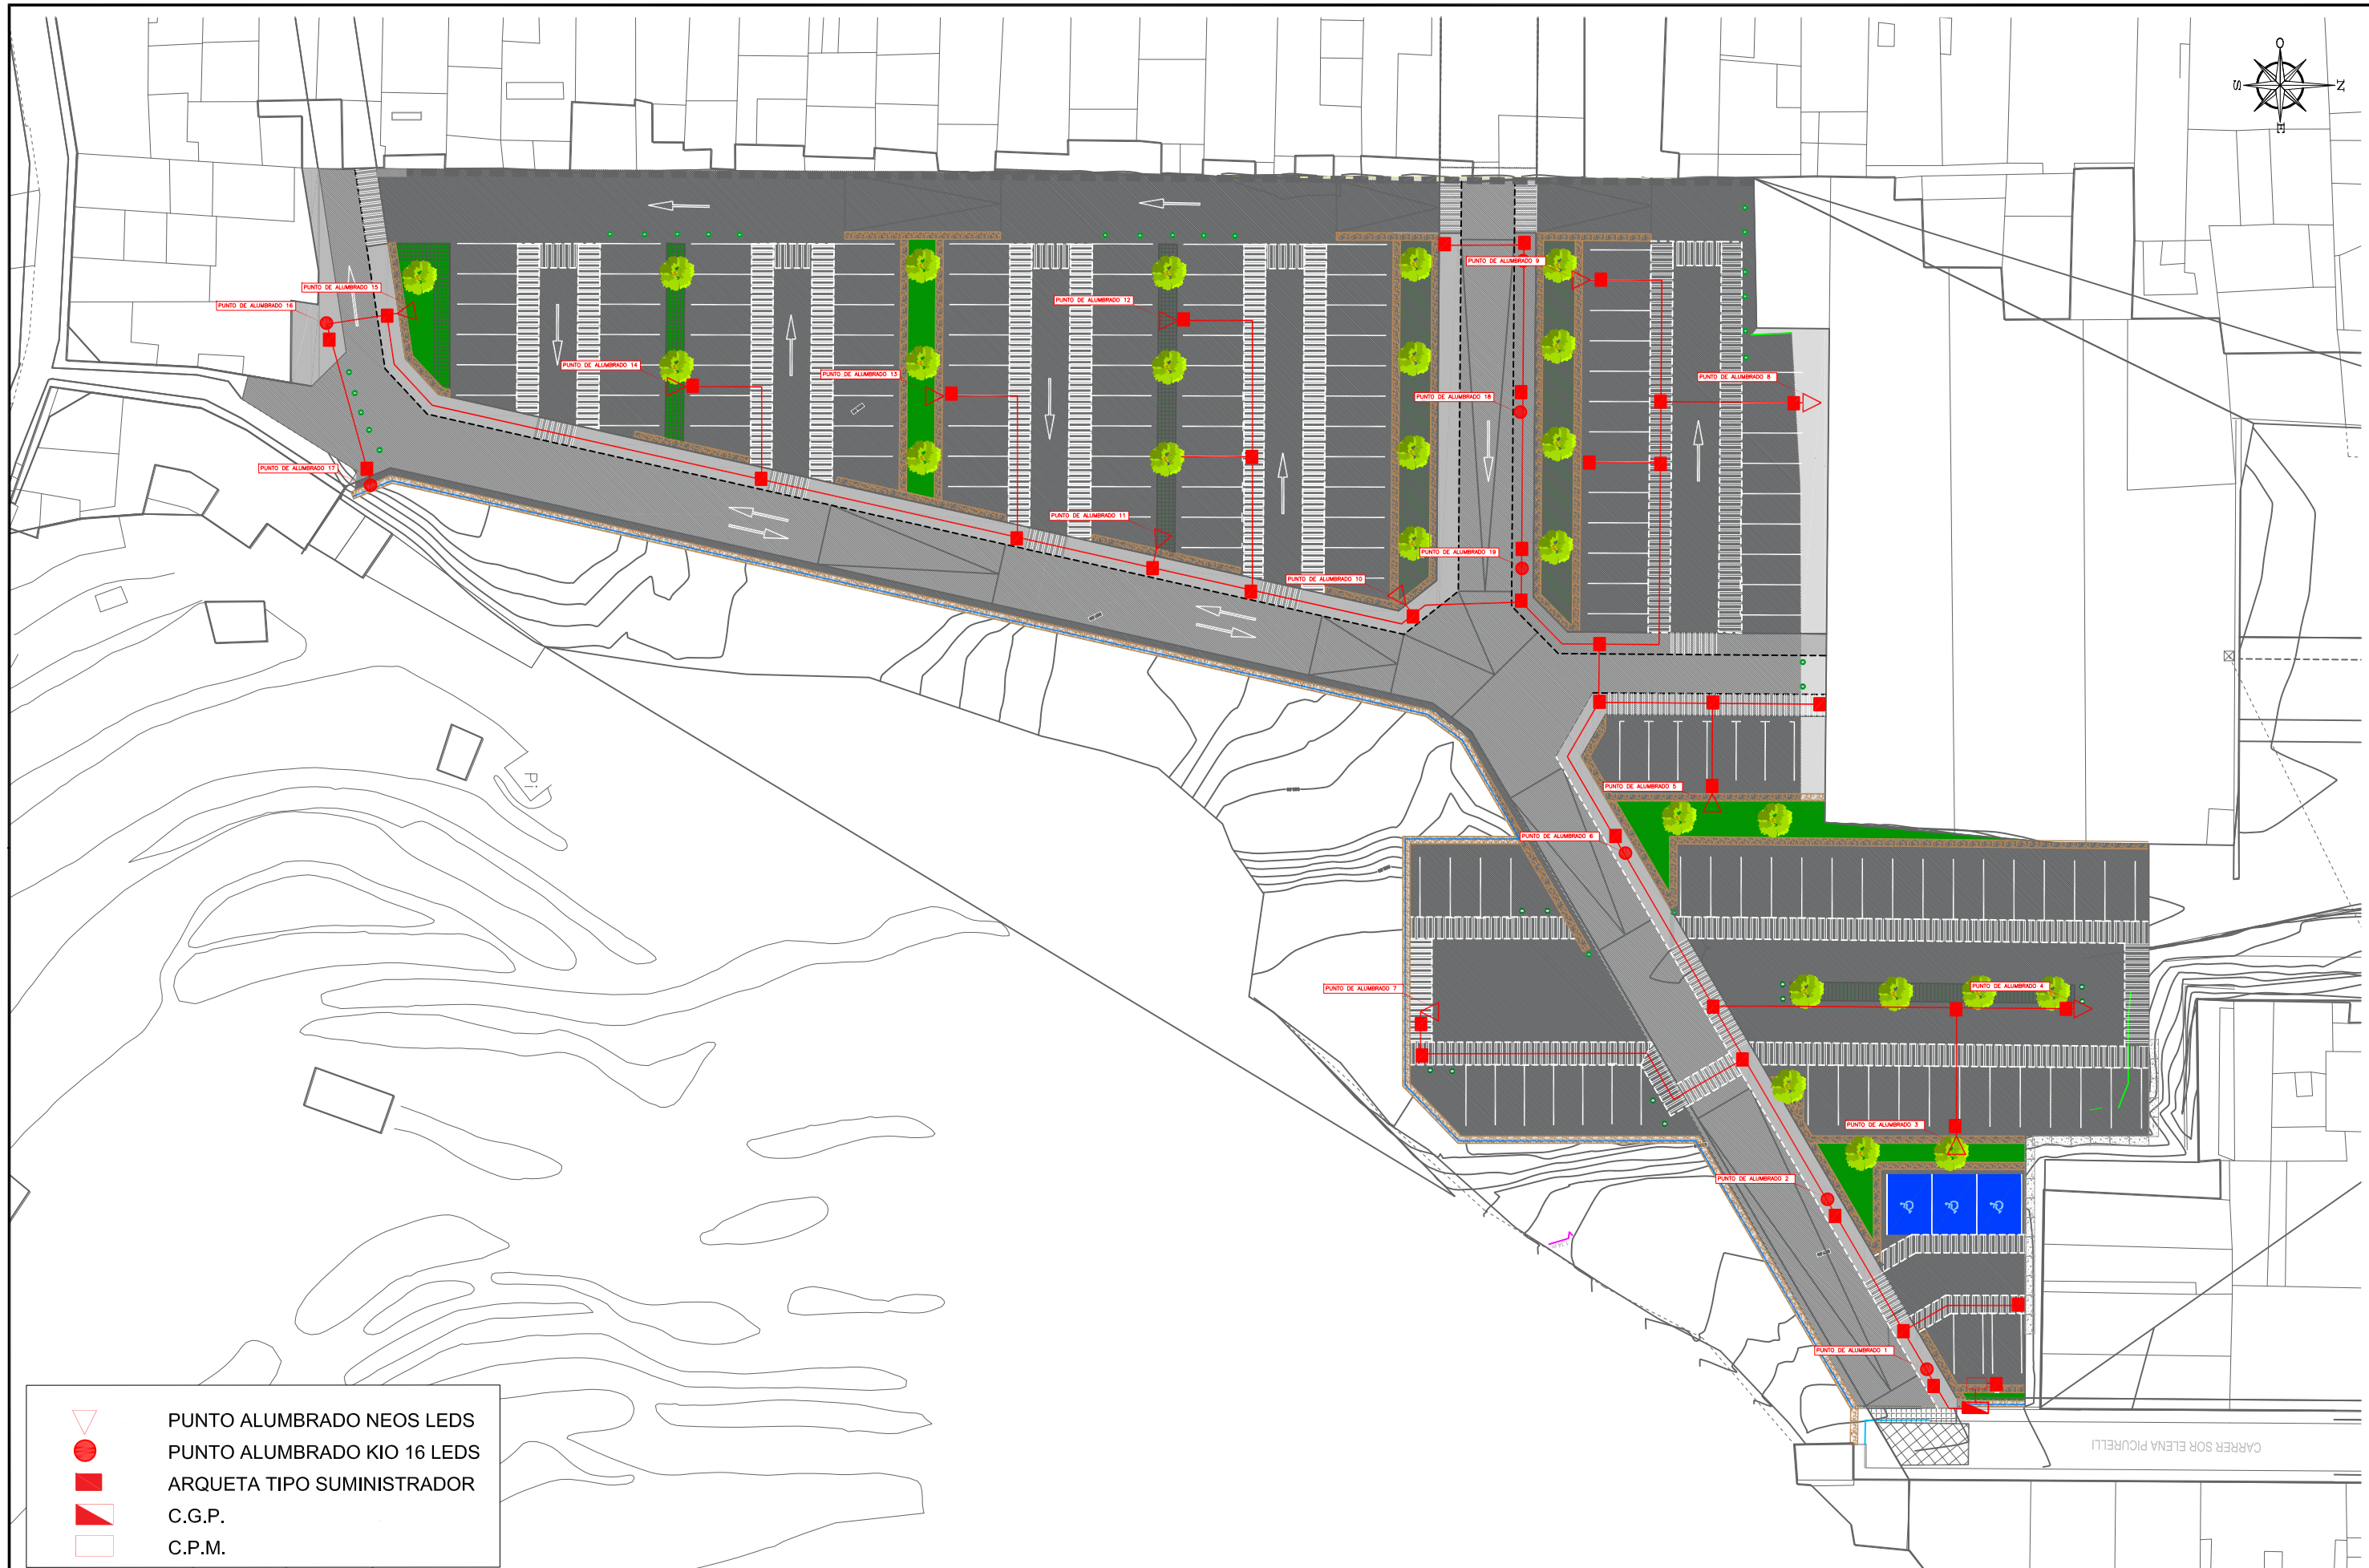 O
S
N
E
PUNTO DE ALUMBRADO 9
PUNTO DE ALUMBRADO 15
PUNTO DE ALUMBRADO 16
PUNTO DE ALUMBRADO 12
PUNTO DE ALUMBRADO 14
PUNTO DE ALUMBRADO 13
PUNTO DE ALUMBRADO 8
PUNTO DE ALUMBRADO 18
PUNTO DE ALUMBRADO 17
PUNTO DE ALUMBRADO 11
PUNTO DE ALUMBRADO 19
PUNTO DE ALUMBRADO 10
PUNTO DE ALUMBRADO 5
PUNTO DE ALUMBRADO 6
PUNTO DE ALUMBRADO 7
PUNTO DE ALUMBRADO 4
PUNTO DE ALUMBRADO 3
PUNTO DE ALUMBRADO 2
PUNTO DE ALUMBRADO 1
CARRER SOR ELENA PICURELLI
PUNTO ALUMBRADO NEOS LEDS
PUNTO ALUMBRADO KIO 16 LEDS
ARQUETA TIPO SUMINISTRADOR
C.G.P.
C.P.M.